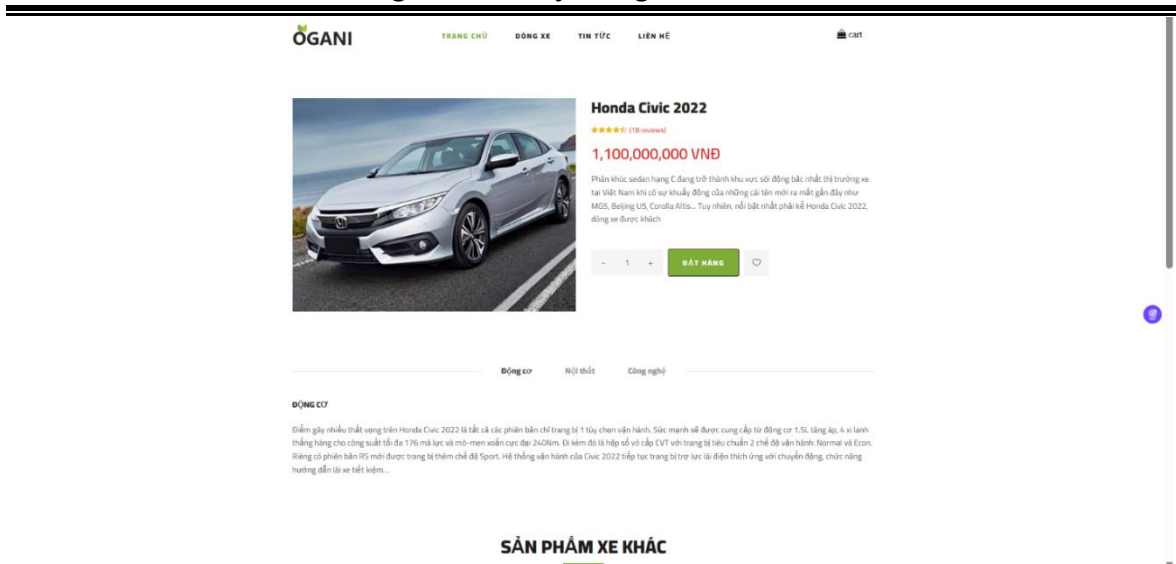 OGANI
TRANG CHỦ DÒNG XE TIN TỨC LIÊN HỆ cart
Honda Civic 2022
(18 reviews)
1,100,000,000 VNĐ
Phân khúc sedan hạng C đang trở thành khu vực sôi động bậc nhất thị trường xe
tại Việt Nam khi có sự khuấy động của những cái tên mới ra mắt gần đây như
MG5, Beijing U5, Corolla Altis... Tuy nhiên, nổi bật nhất phải kể Honda Civic 2022,
dòng xe được khách
- 1 + ĐẶT HÀNG
Động cơ Nội thất Công nghệ
ĐỘNG CƠ
Điểm gây nhiều thất vọng trên Honda Civic 2022 là tất cả các phiên bản chỉ trang bị 1 tùy chọn vận hành. Sức mạnh sẽ được cung cấp từ động cơ 1.5L tăng áp, 4 xi lanh
thẳng hàng cho công suất tối đa 176 mã lực và mô-men xoắn cực đại 240Nm. Đi kèm đó là hộp số vô cấp CVT với trang bị tiêu chuẩn 2 chế độ vận hành: Normal và Econ.
Riêng có phiên bản RS mới được trang bị thêm chế độ Sport. Hệ thống vận hành của Civic 2022 tiếp tục trang bị trợ lực lái điện thích ứng với chuyển động, chức năng
hướng dẫn lái xe tiết kiệm...
SẢN PHẨM XE KHÁC